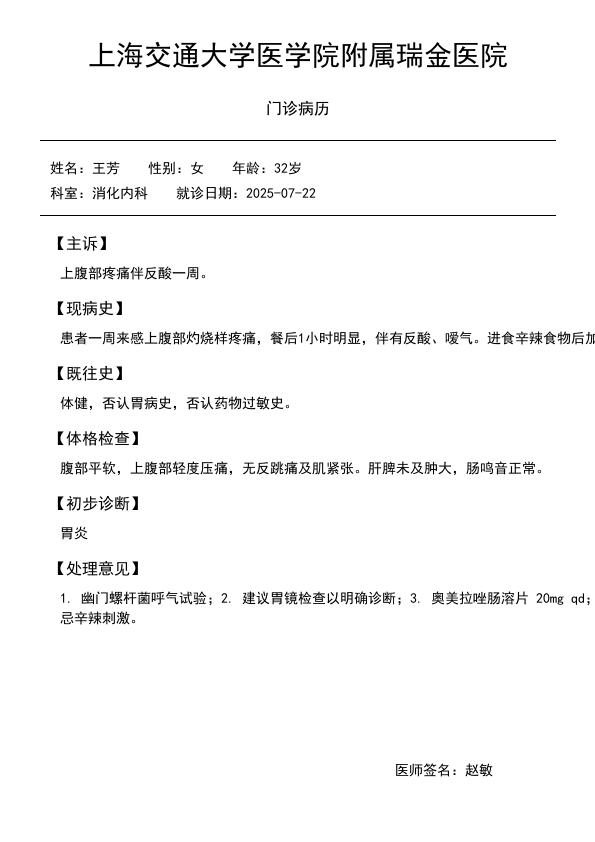 上海交通大学医学院附属瑞金医院
门诊病历
姓名：王芳 性别：女 年龄：32岁
科室：消化内科 就诊日期：2025-07-22
【主诉】
上腹部疼痛伴反酸一周。
【现病史】
患者一周来感上腹部灼烧样疼痛，餐后1小时明显，伴有反酸、嗳气。进食辛辣食物后加
【既往史】
体健，否认胃病史，否认药物过敏史。
【体格检查】
腹部平软，上腹部轻度压痛，无反跳痛及肌紧张。肝脾未及肿大，肠鸣音正常。
【初步诊断】
胃炎
【处理意见】
1. 幽门螺杆菌呼气试验；2. 建议胃镜检查以明确诊断；3. 奥美拉唑肠溶片 20mg qd；
忌辛辣刺激。
医师签名：赵敏